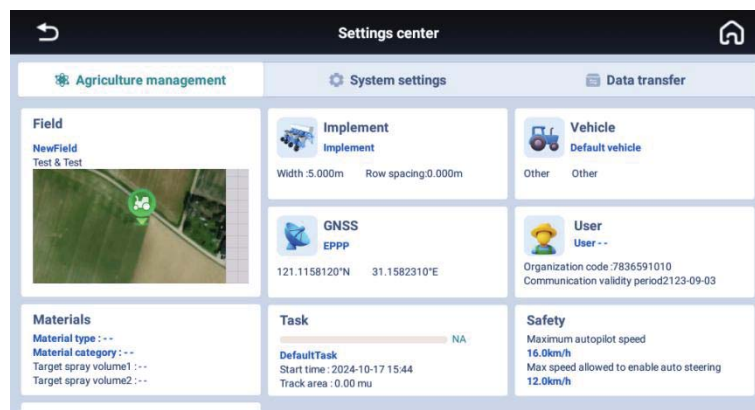 Settings center
Agriculture management
System settings
Data transfer
Field
NewField
Test & Test
Implement
Implement
Width :5.000m Row spacing:0.000m
Vehicle
Default vehicle
Other Other
GNSS
EPPP
121.1158120°N 31.1582310°E
User
User - -
Organization code :7836591010
Communication validity period2123-09-03
Materials
Material type : - -
Material category : - -
Target spray volume1 : - -
Target spray volume2 : - -
Task
NA
DefaultTask
Start time : 2024-10-17 15:44
Track area : 0.00 mu
Safety
Maximum autopilot speed
16.0km/h
Max speed allowed to enable auto steering
12.0km/h